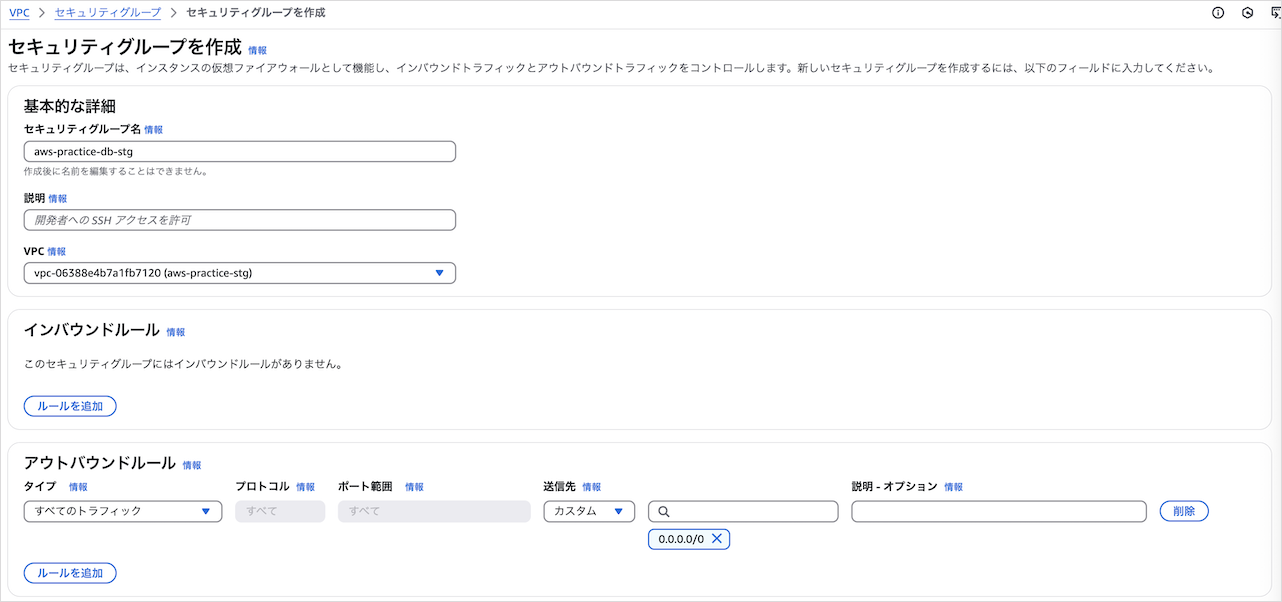 VPC > セキュリティグループ > セキュリティグループを作成
セキュリティグループを作成 情報
セキュリティグループは、インスタンスの仮想ファイアウォールとして機能し、インバウンドトラフィックとアウトバウンドトラフィックをコントロールします。新しいセキュリティグループを作成するには、以下のフィールドに入力してください。
基本的な詳細
セキュリティグループ名 情報
aws-practice-db-stg
作成後に名前を編集することはできません。
説明 情報
開発者への SSH アクセスを許可
VPC 情報
vpc-06388e4b7a1fb7120 (aws-practice-stg)
インバウンドルール 情報
このセキュリティグループにはインバウンドルールがありません。
ルールを追加
アウトバウンドルール 情報
タイプ 情報 プロトコル 情報 ポート範囲 情報 送信先 情報 説明 - オプション 情報
すべてのトラフィック すべて すべて カスタム 削除
0.0.0.0/0
ルールを追加